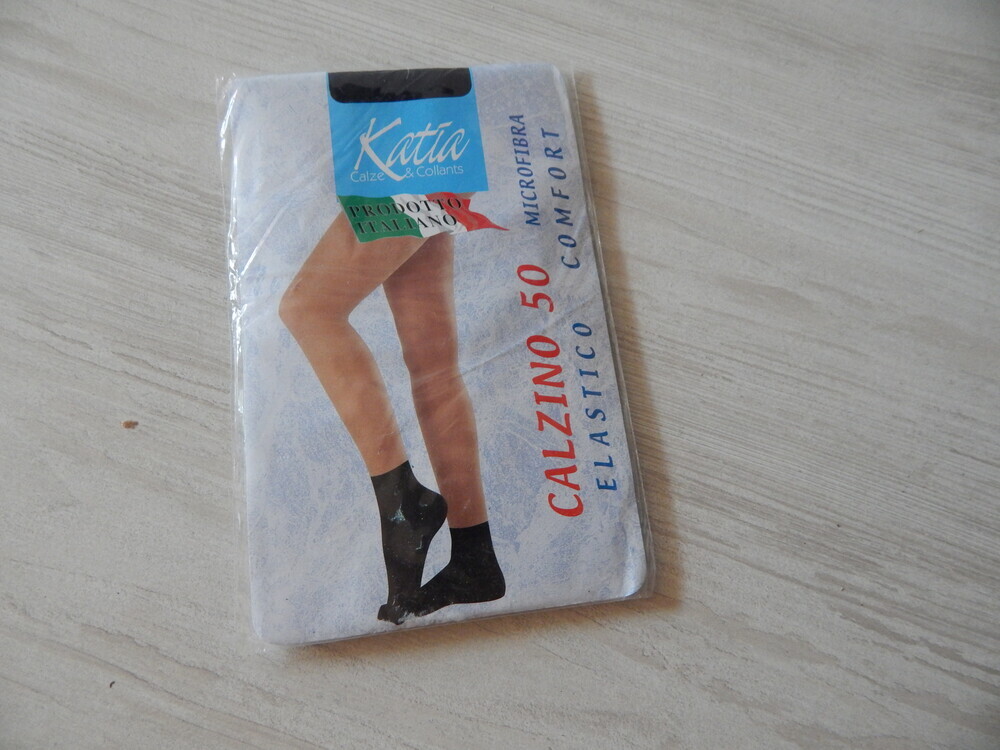 Katia
Calze & Collants
PRODOTTO
ITALIANO
CALZINO 50 MICROFIBRA
ELASTICO COMFORT